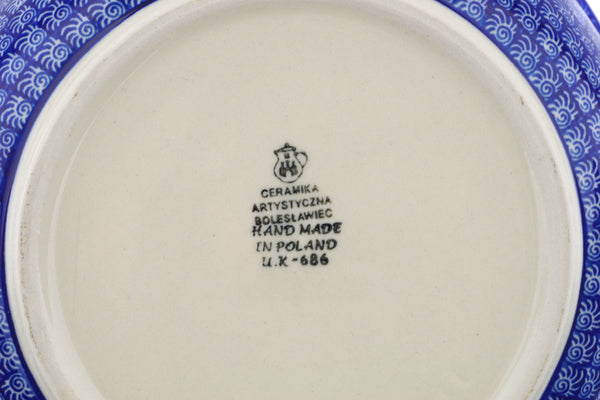 CERAMIKA
ARTYSTYCZNA
BOLESŁAWIEC
HAND MADE
IN POLAND
U.K-686